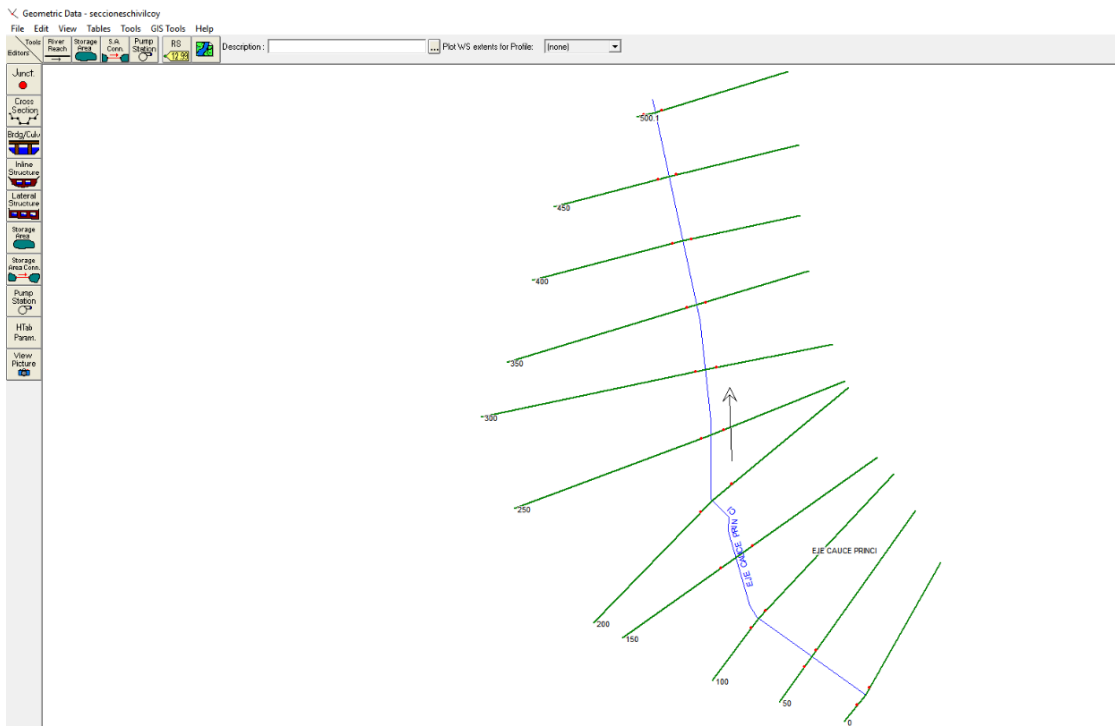 Geometric Data - seccioneschivilcoy
File Edit View Tools GIS Tools Help
Tools
Editors
River
Reach
Storage
Area
S.A.
Conn.
Pump
Station
RS
Description :
...
Plot WS extents for Profile:
(none)
Junct.
Cross
Section
Brdg/Culv
Inline
Structure
Lateral
Structure
Storage
Area
Storage
Area Conn.
Pump
Station
HTab
Param.
View
Picture
500.1
450
400
350
300
250
200
150
100
50
0
EJE CAUCE PRIN CI
EJE CAUCE PRINCI